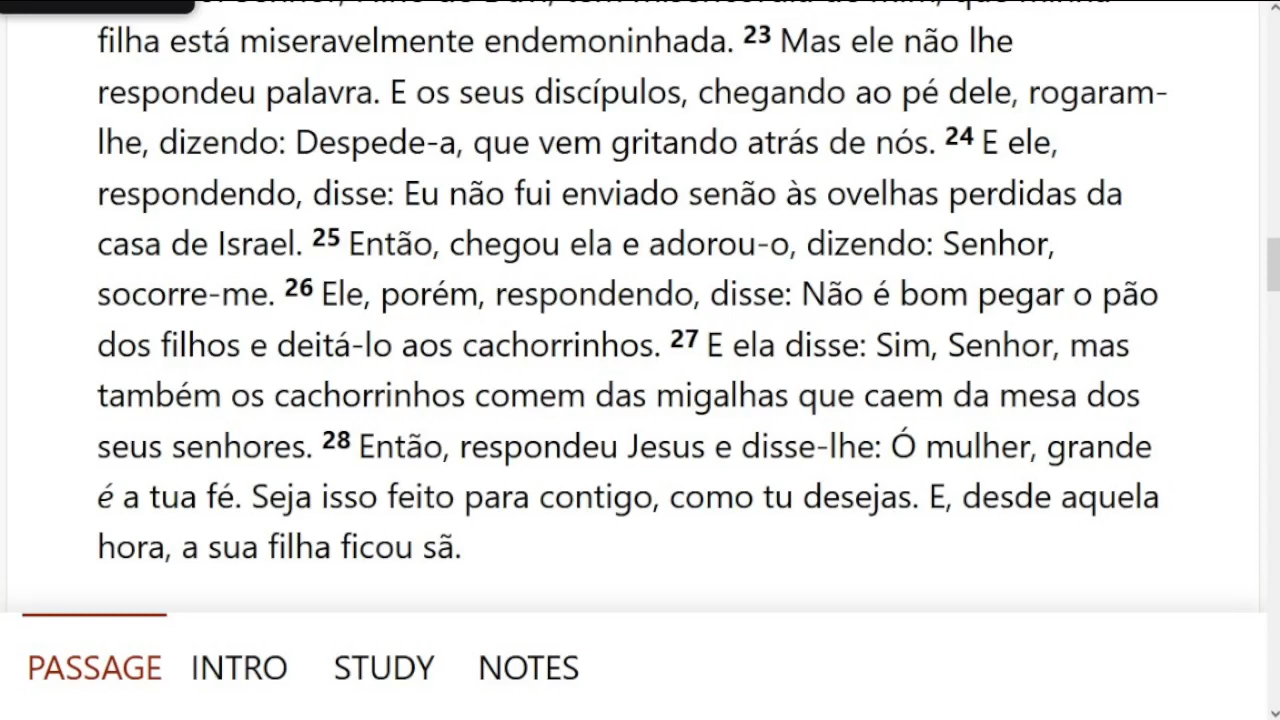 filha está miseravelmente endemoninhada. 23 Mas ele não lhe
respondeu palavra. E os seus discípulos, chegando ao pé dele, rogaram-
lhe, dizendo: Despede-a, que vem gritando atrás de nós. 24 E ele,
respondendo, disse: Eu não fui enviado senão às ovelhas perdidas da
casa de Israel. 25 Então, chegou ela e adorou-o, dizendo: Senhor,
socorre-me. 26 Ele, porém, respondendo, disse: Não é bom pegar o pão
dos filhos e deitá-lo aos cachorrinhos. 27 E ela disse: Sim, Senhor, mas
também os cachorrinhos comem das migalhas que caem da mesa dos
seus senhores. 28 Então, respondeu Jesus e disse-lhe: Ó mulher, grande
é a tua fé. Seja isso feito para contigo, como tu desejas. E, desde aquela
hora, a sua filha ficou sã.
PASSAGE INTRO STUDY NOTES